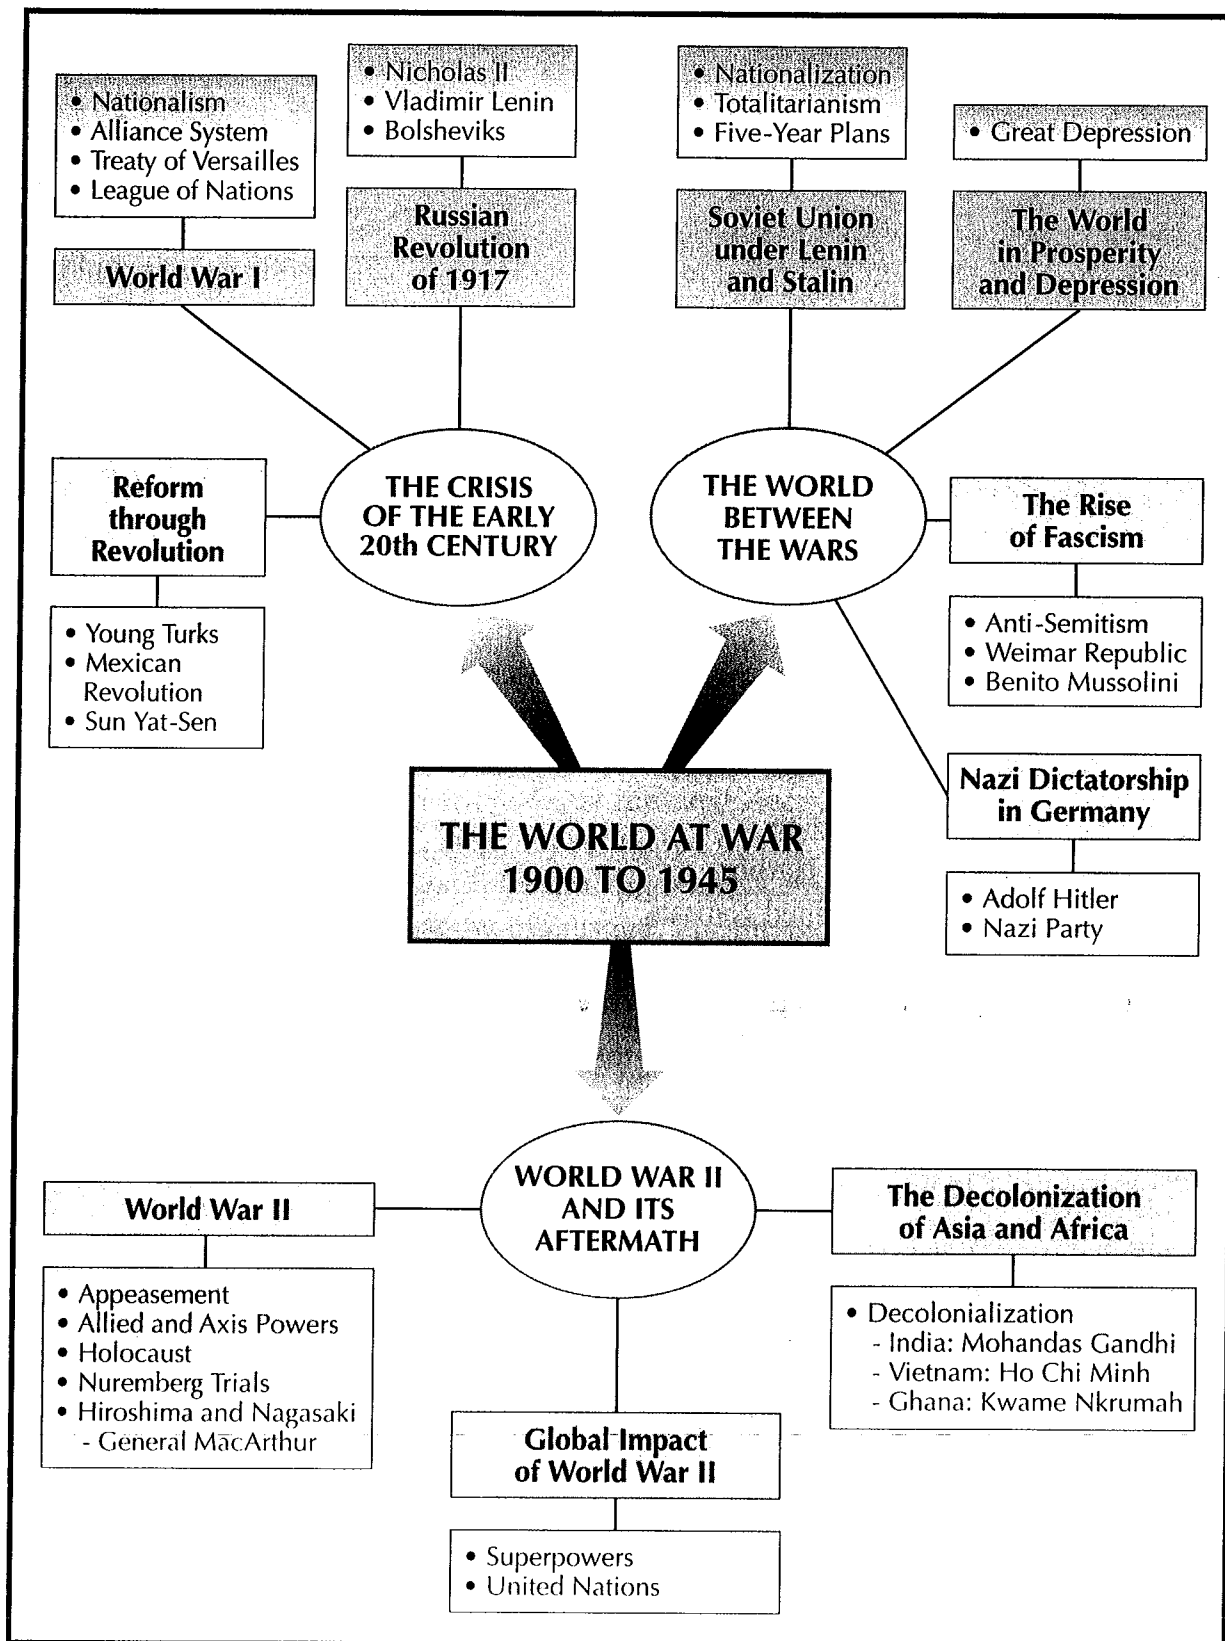 • Nationalism
• Alliance System
• Treaty of Versailles
• League of Nations
World War I
• Nicholas II
• Vladimir Lenin
• Bolsheviks
Russian
Revolution
of 1917
• Nationalization
• Totalitarianism
• Five-Year Plans
Soviet Union
under Lenin
and Stalin
• Great Depression
The World
in Prosperity
and Depression
Reform
through
Revolution
• Young Turks
• Mexican
Revolution
• Sun Yat-Sen
THE CRISIS
OF THE EARLY
20th CENTURY
THE WORLD
BETWEEN
THE WARS
The Rise
of Fascism
• Anti-Semitism
• Weimar Republic
• Benito Mussolini
Nazi Dictatorship
in Germany
• Adolf Hitler
• Nazi Party
THE WORLD AT WAR
1900 TO 1945
WORLD WAR II
AND ITS
AFTERMATH
World War II
• Appeasement
• Allied and Axis Powers
• Holocaust
• Nuremberg Trials
• Hiroshima and Nagasaki
- General MacArthur
Global Impact
of World War II
• Superpowers
• United Nations
The Decolonization
of Asia and Africa
• Decolonialization
- India: Mohandas Gandhi
- Vietnam: Ho Chi Minh
- Ghana: Kwame Nkrumah